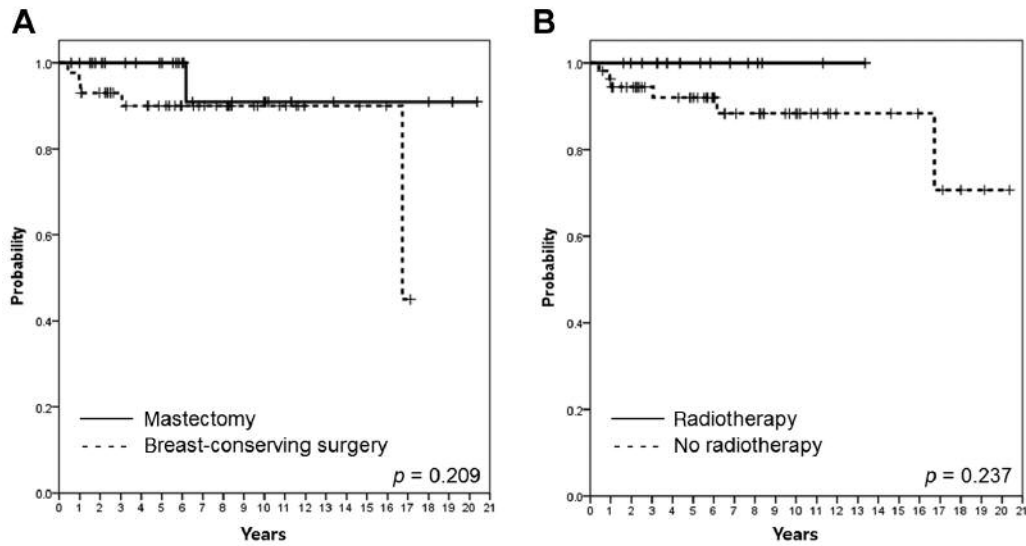 A
Probability
1.0
0.8
0.6
0.4
0.2
0.0
Mastectomy
Breast-conserving surgery
p = 0.209
0 1 2 3 4 5 6 7 8 9 10 11 12 13 14 15 16 17 18 19 20 21
Years
B
Probability
1.0
0.8
0.6
0.4
0.2
0.0
Radiotherapy
No radiotherapy
p = 0.237
0 1 2 3 4 5 6 7 8 9 10 11 12 13 14 15 16 17 18 19 20 21
Years